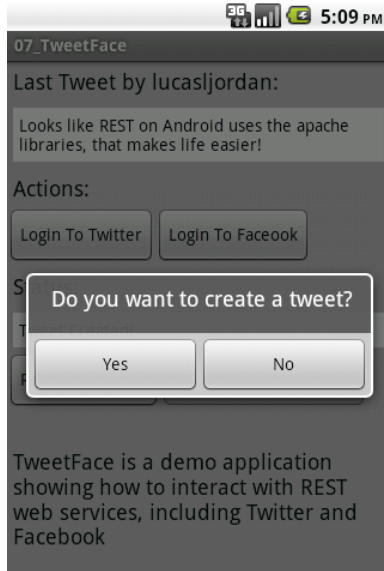 3G 5:09 PM
07_TweetFace
Last Tweet by lucasljordan:
Looks like REST on Android uses the apache
libraries, that makes life easier!
Actions:
Login To Twitter Login To Faceook
Do you want to create a tweet?
Yes No
TweetFace is a demo application
showing how to interact with REST
web services, including Twitter and
Facebook